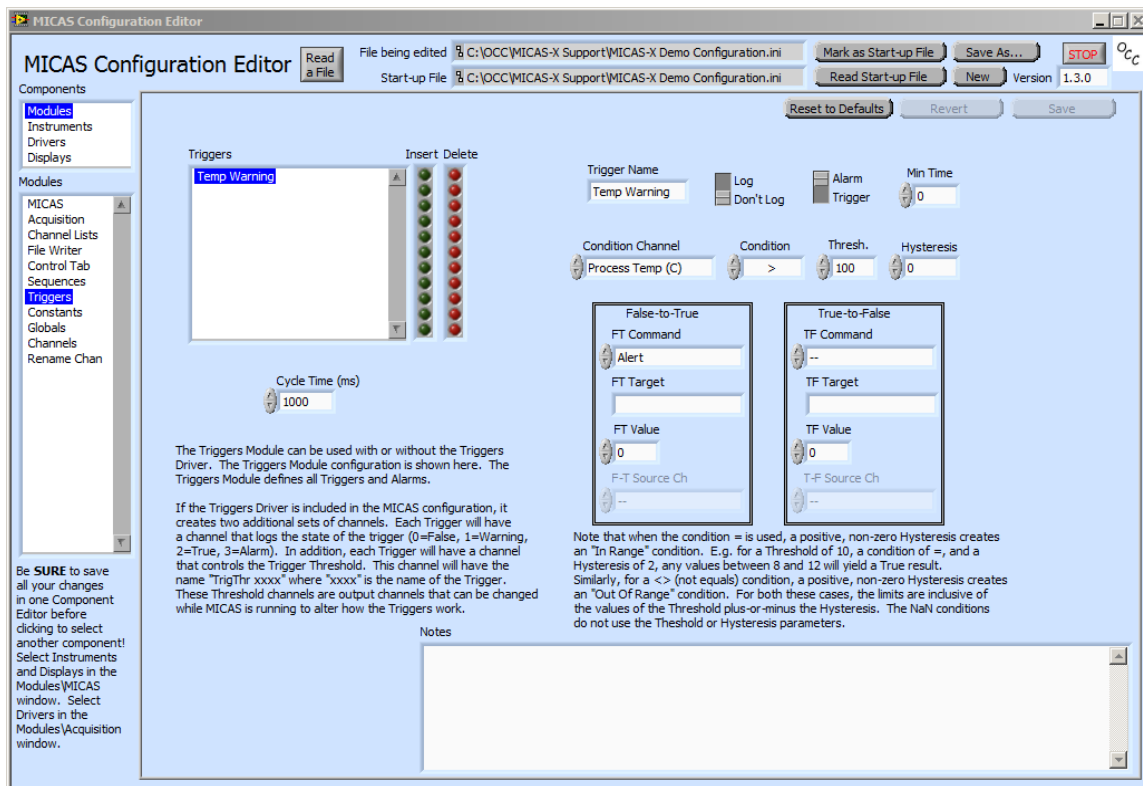 MICAS Configuration Editor
MICAS Configuration Editor
Read
a File
File being edited C:\OCC\MICAS-X Support\MICAS-X Demo Configuration.ini
Mark as Start-up File
Save As...
STOP
OCC
Start-up File C:\OCC\MICAS-X Support\MICAS-X Demo Configuration.ini
Read Start-up File
New
Version 1.3.0
Components
Modules
Instruments
Drivers
Displays
Modules
MICAS
Acquisition
Channel Lists
File Writer
Control Tab
Sequences
Triggers
Constants
Globals
Channels
Rename Chan
Be SURE to save
all your changes
in one Component
Editor before
clicking to select
another component!
Select Instruments
and Displays in the
Modules\MICAS
window. Select
Drivers in the
Modules\Acquisition
window.
Reset to Defaults
Revert
Save
Triggers
Insert Delete
Temp Warning
Cycle Time (ms)
1000
The Triggers Module can be used with or without the Triggers
Driver. The Triggers Module configuration is shown here. The
Triggers Module defines all Triggers and Alarms.
If the Triggers Driver is included in the MICAS configuration, it
creates two additional sets of channels. Each Trigger will have
a channel that logs the state of the trigger (0=False, 1=Warning,
2=True, 3=Alarm). In addition, each Trigger will have a channel
that controls the Trigger Threshold. This channel will have the
name "TrigThr xxxx" where "xxxx" is the name of the Trigger.
These Threshold channels are output channels that can be changed
while MICAS is running to alter how the Triggers work.
Trigger Name
Temp Warning
Log
Don't Log
Alarm
Trigger
Min Time
0
Condition Channel
Process Temp (C)
Condition
>
Thresh.
100
Hysteresis
0
False-to-True
FT Command
Alert
FT Target
FT Value
0
F-T Source Ch
--
True-to-False
TF Command
--
TF Target
TF Value
0
T-F Source Ch
--
Note that when the condition = is used, a positive, non-zero Hysteresis creates
an "In Range" condition. E.g. for a Threshold of 10, a condition of =, and a
Hysteresis of 2, any values between 8 and 12 will yield a True result.
Similarly, for a <> (not equals) condition, a positive, non-zero Hysteresis creates
an "Out Of Range" condition. For both these cases, the limits are inclusive of
the values of the Threshold plus-or-minus the Hysteresis. The NaN conditions
do not use the Theshold or Hysteresis parameters.
Notes